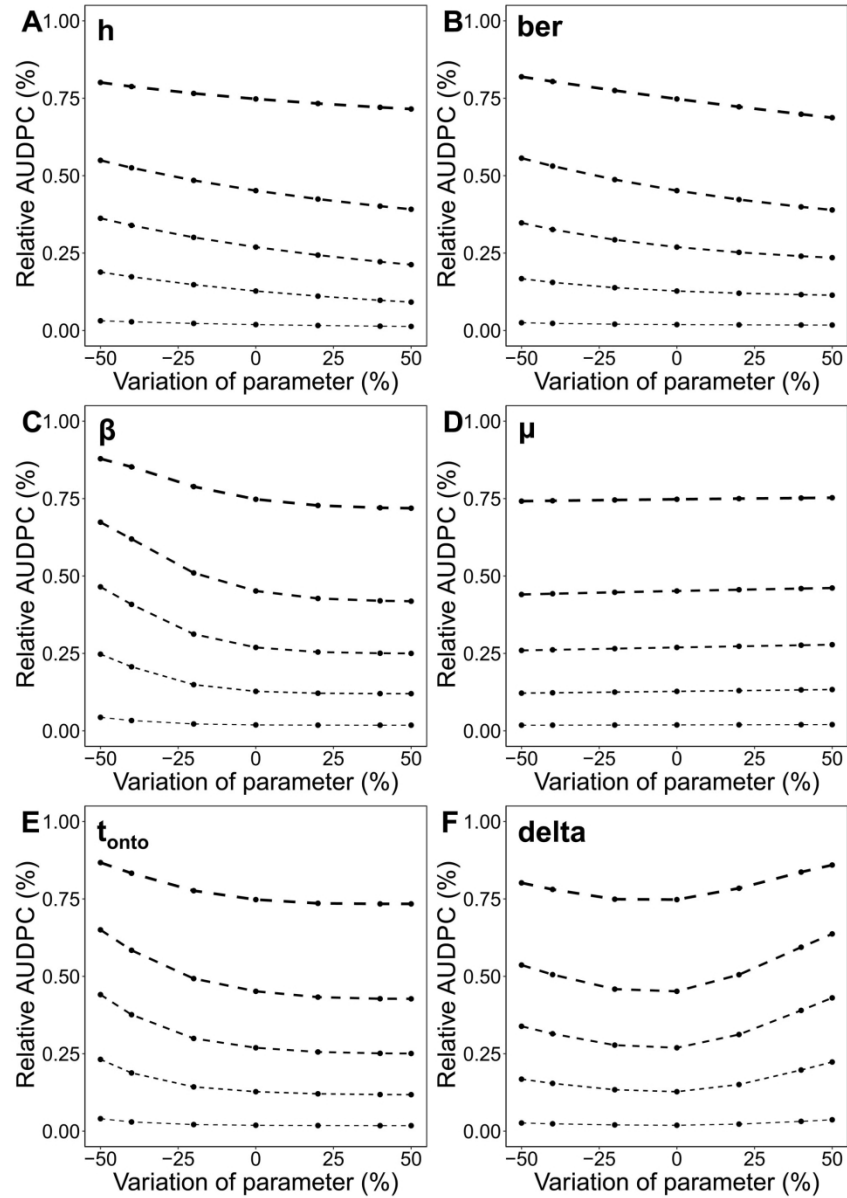 A h
1.00
0.75
0.50
0.25
0.00
Relative AUDPC (%)
−50 −25 0 25 50
Variation of parameter (%)
B ber
1.00
0.75
0.50
0.25
0.00
Relative AUDPC (%)
−50 −25 0 25 50
Variation of parameter (%)
C β
1.00
0.75
0.50
0.25
0.00
Relative AUDPC (%)
−50 −25 0 25 50
Variation of parameter (%)
D μ
1.00
0.75
0.50
0.25
0.00
Relative AUDPC (%)
−50 −25 0 25 50
Variation of parameter (%)
E tonto
1.00
0.75
0.50
0.25
0.00
Relative AUDPC (%)
−50 −25 0 25 50
Variation of parameter (%)
F delta
1.00
0.75
0.50
0.25
0.00
Relative AUDPC (%)
−50 −25 0 25 50
Variation of parameter (%)